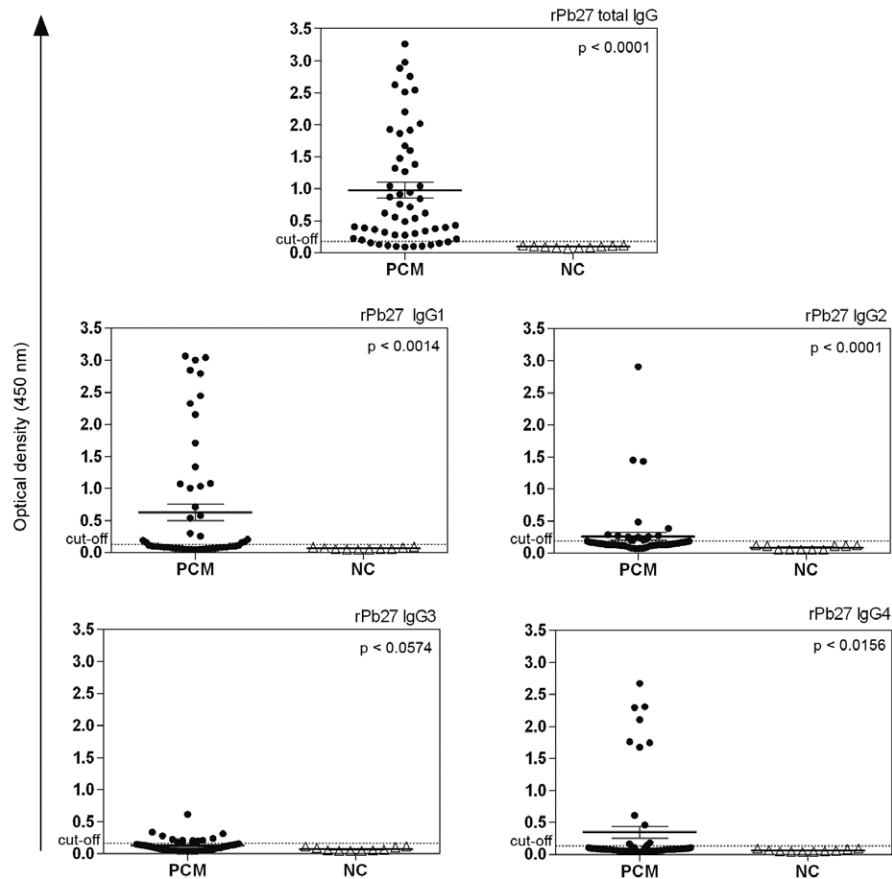 Optical density (450 nm)
rPb27 total IgG
p < 0.0001
3.5
3.0
2.5
2.0
1.5
1.0
0.5
cut-off
0.0
PCM NC
rPb27 IgG1
p < 0.0014
3.5
3.0
2.5
2.0
1.5
1.0
0.5
cut-off
0.0
PCM NC
rPb27 IgG2
p < 0.0001
3.5
3.0
2.5
2.0
1.5
1.0
0.5
cut-off
0.0
PCM NC
rPb27 IgG3
p < 0.0574
3.5
3.0
2.5
2.0
1.5
1.0
0.5
cut-off
0.0
PCM NC
rPb27 IgG4
p < 0.0156
3.5
3.0
2.5
2.0
1.5
1.0
0.5
cut-off
0.0
PCM NC